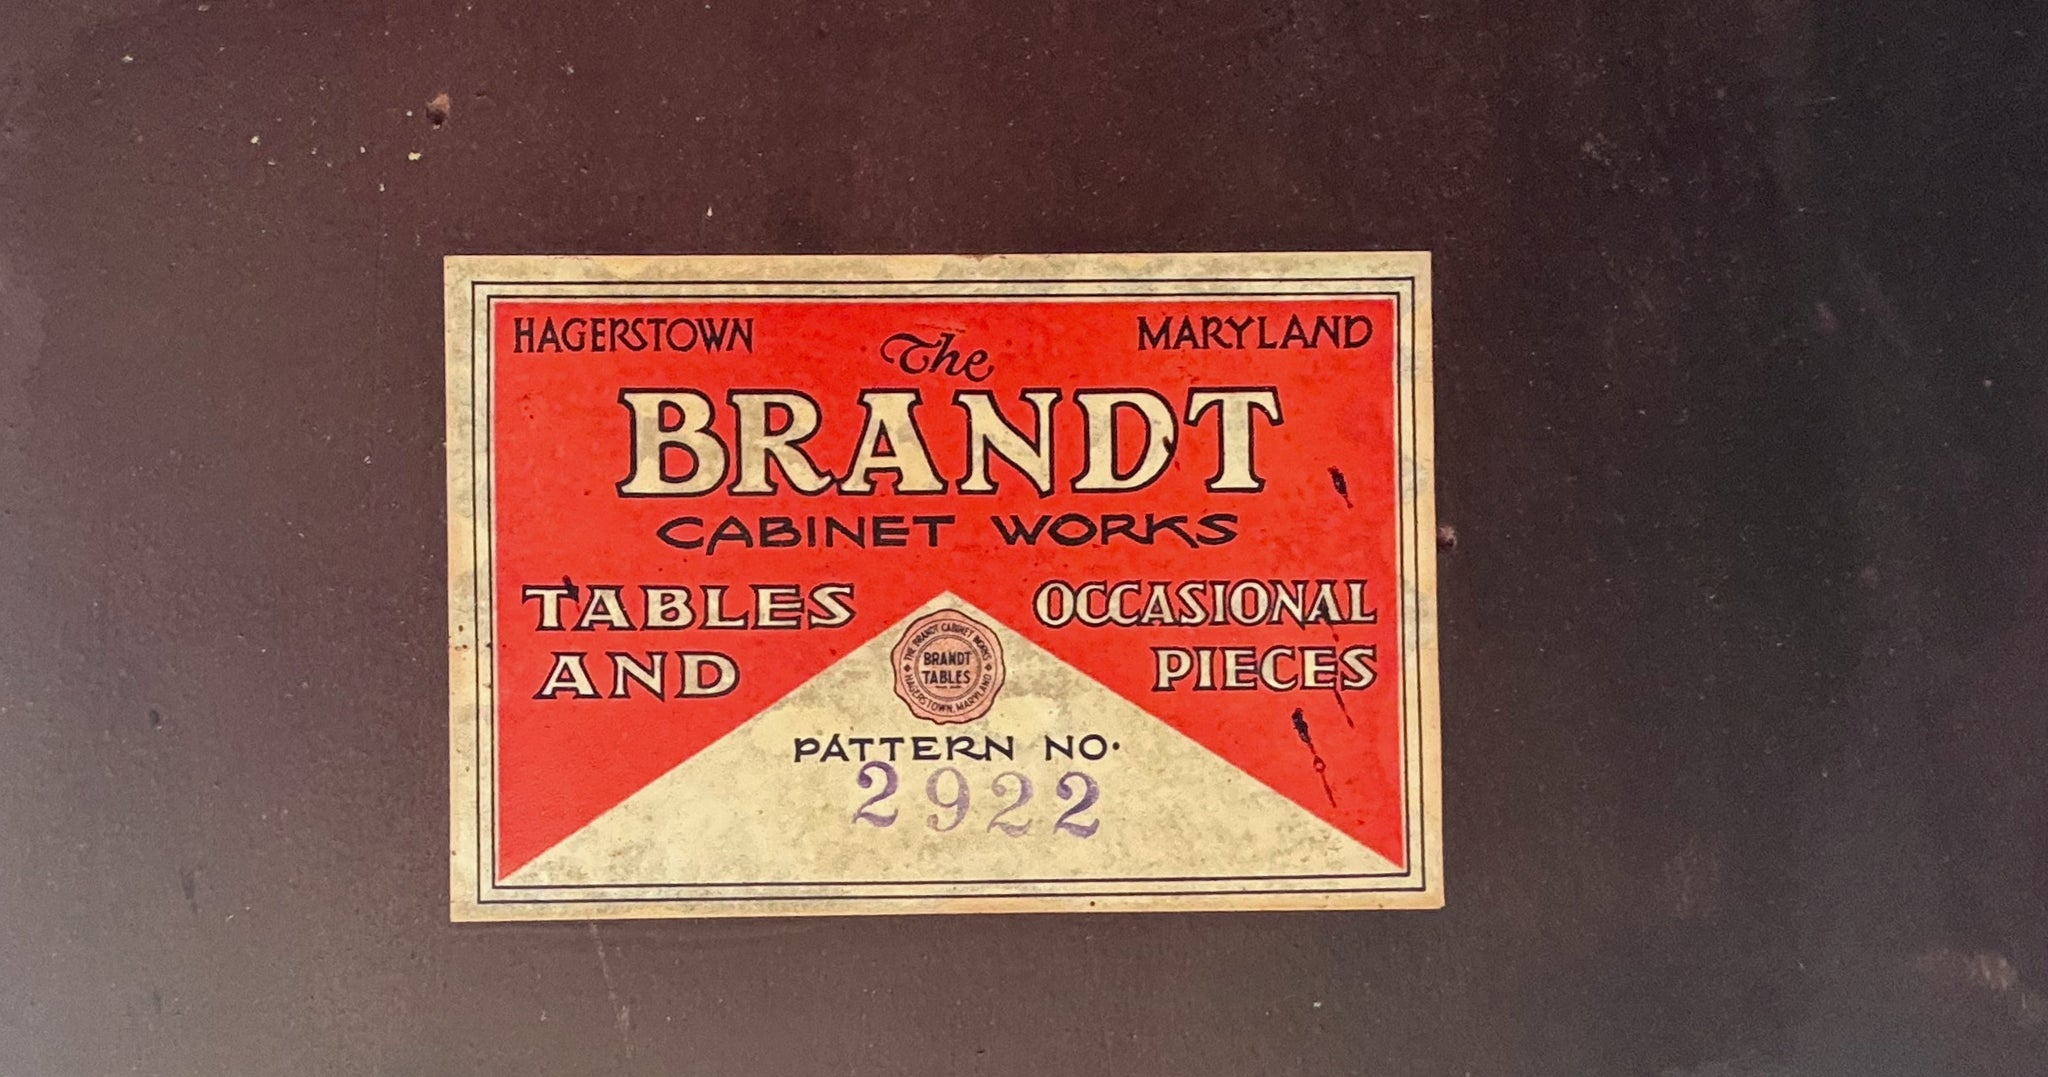 HAGERSTOWN MARYLAND
The
BRANDT
CABINET WORKS
TABLES OCCASIONAL
AND PIECES
THE BRANDT CABINET WORKS
BRANDT
TABLES
HAGERSTOWN, MARYLAND
PATTERN NO.
2922